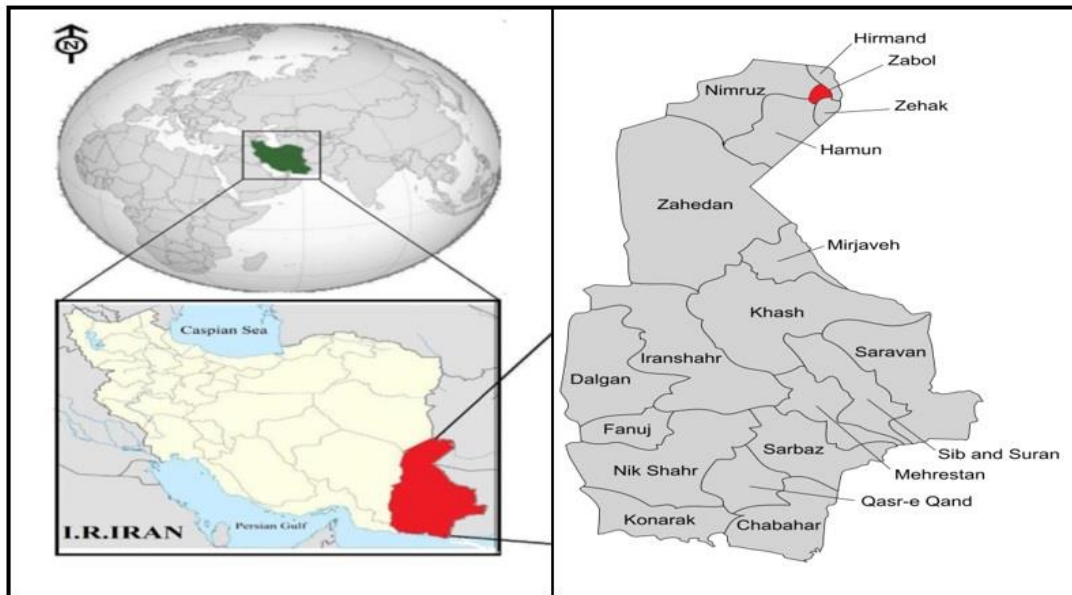 N
Caspian Sea
Persian Gulf
I.R.IRAN
Hirmand
Zabol
Nimruz
Zehak
Hamun
Zahedan
Mirjaveh
Khash
Saravan
Iranshahr
Dalgan
Fanuj
Sarbaz
Sib and Suran
Nik Shahr
Mehrestan
Qasr-e Qand
Konarak
Chabahar